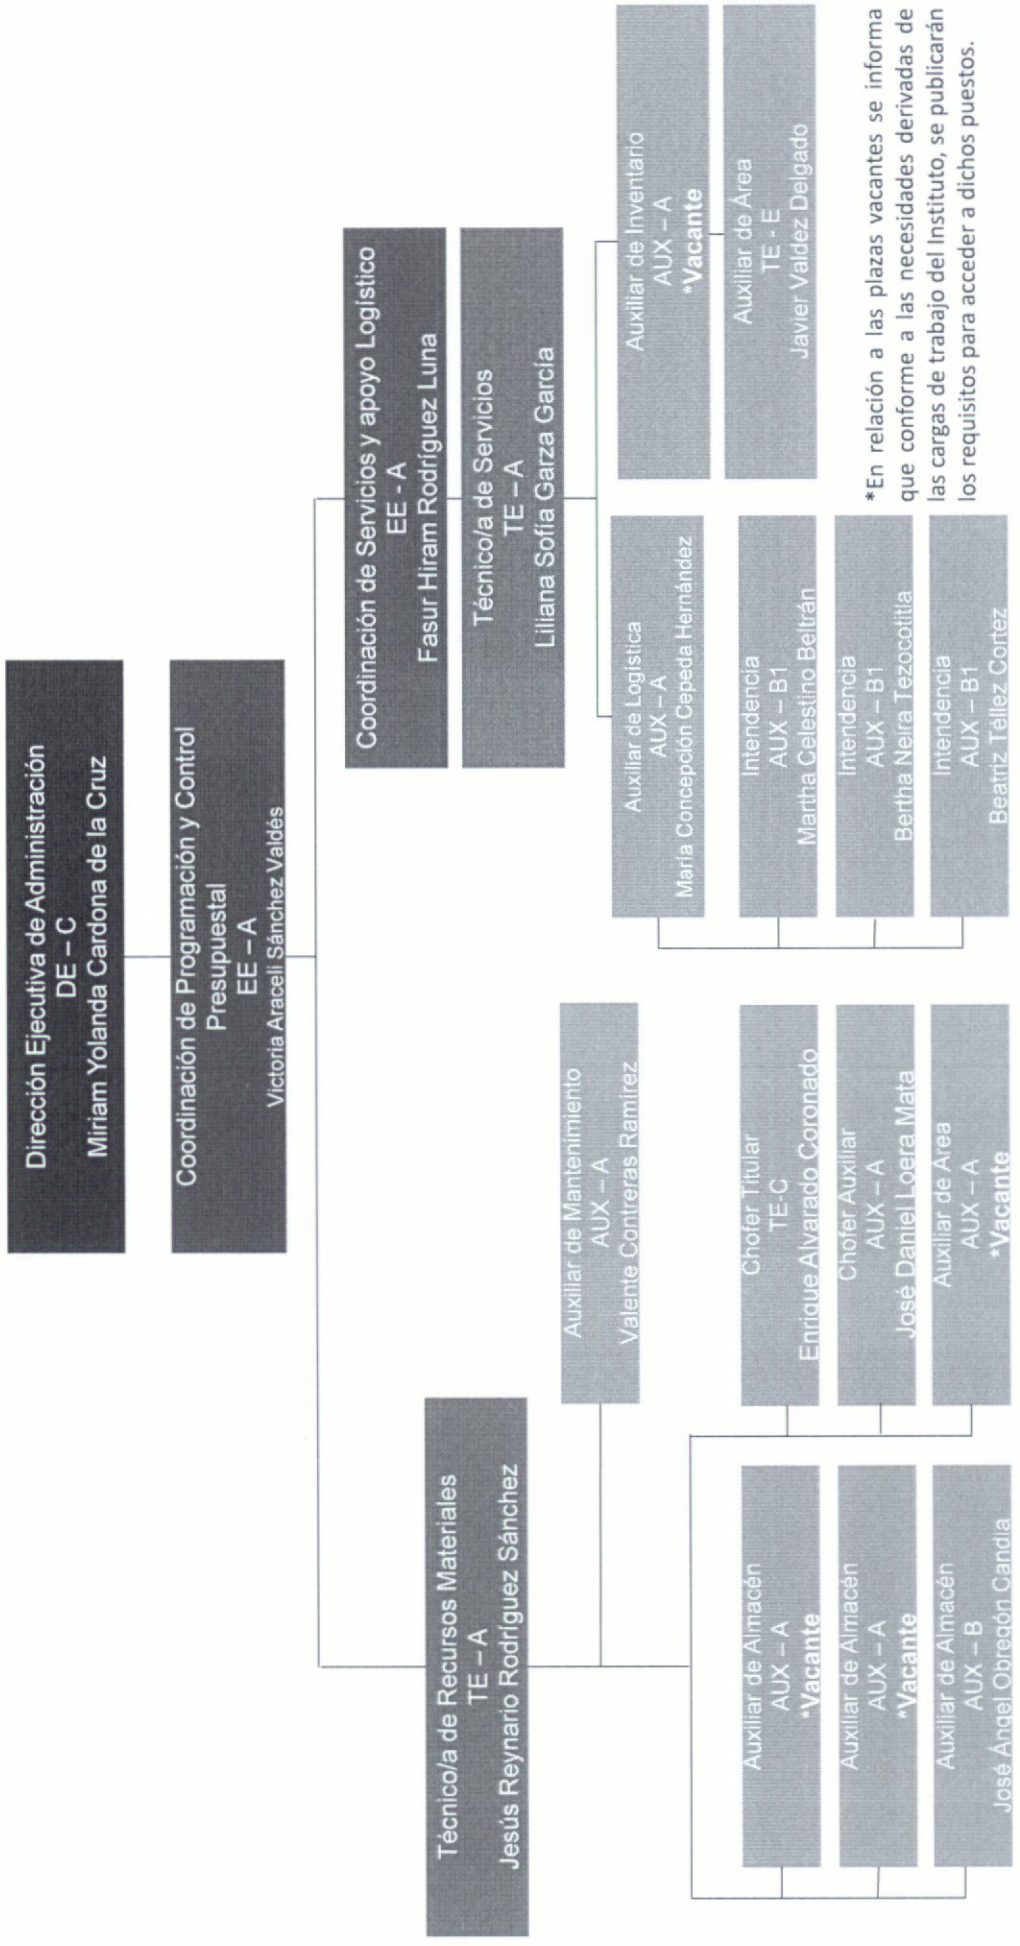 Dirección Ejecutiva de Administración
DE – C
Miriam Yolanda Cardona de la Cruz
Coordinación de Programación y Control
Presupuestal
EE – A
Victoria Araceli Sánchez Valdés
Técnico/a de Recursos Materiales
TE – A
Jesús Reynario Rodríguez Sánchez
Auxiliar de Mantenimiento
AUX – A
Valente Contreras Ramírez
Auxiliar de Almacén
AUX – A
*Vacante
Auxiliar de Almacén
AUX – A
*Vacante
Auxiliar de Almacén
AUX – B
José Ángel Obregón Candia
Chofer Titular
TE-C
Enrique Alvarado Coronado
Chofer Auxiliar
AUX – A
José Daniel Loera Mata
Auxiliar de Área
AUX – A
*Vacante
Coordinación de Servicios y apoyo Logístico
EE - A
Fasur Hiram Rodríguez Luna
Técnico/a de Servicios
TE – A
Liliana Sofía Garza García
Auxiliar de Logística
AUX – A
María Concepción Cepeda Hernández
Intendencia
AUX – B1
Martha Celestino Beltrán
Intendencia
AUX – B1
Bertha Neira Tezocotitla
Intendencia
AUX – B1
Beatriz Téllez Cortez
Auxiliar de Inventario
AUX – A
*Vacante
Auxiliar de Área
TE - E
Javier Valdez Delgado
*En relación a las plazas vacantes se informa
que conforme a las necesidades derivadas de
las cargas de trabajo del Instituto, se publicarán
los requisitos para acceder a dichos puestos.